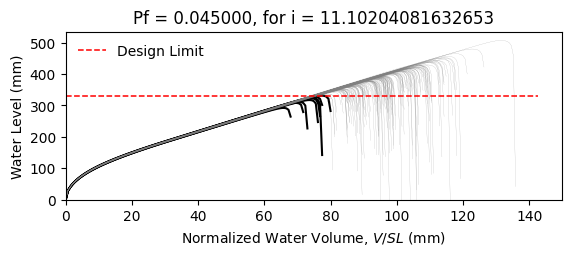 Pf = 0.045000, for i = 11.10204081632653
Design Limit
Water Level (mm)
500
400
300
200
100
0
0 20 40 60 80 100 120 140
Normalized Water Volume, V/SL (mm)